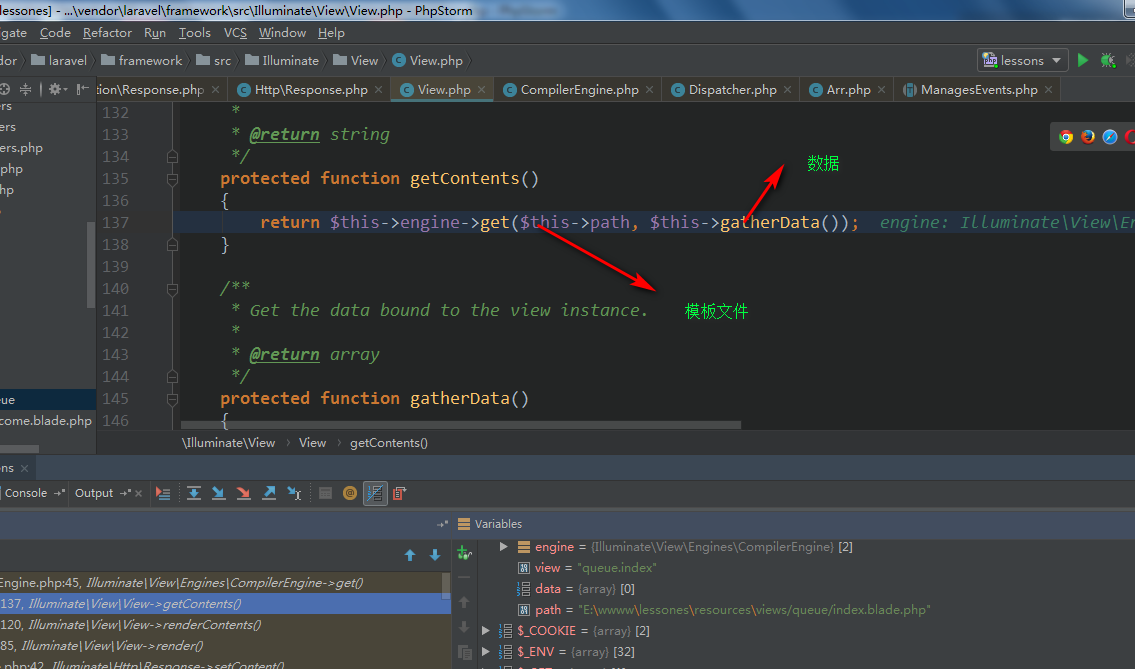 lessones] - ...\vendor\laravel\framework\src\Illuminate\View\View.php - PhpStorm
igate Code Refactor Run Tools VCS Window Help
dor laravel framework src Illuminate View View.php lessons
tion\Response.php Http\Response.php View.php CompilerEngine.php Dispatcher.php Arr.php ManagesEvents.php
ers
ers
ers.php
.php
hp
ue
come.blade.php
132 *
133 * @return string
134 */
135 protected function getContents()
136 {
137 return $this->engine->get($this->path, $this->gatherData()); engine: Illuminate\View\En
138 }
139
140 /**
141 * Get the data bound to the view instance.
142 *
143 *  @return array
144 */
145 protected function gatherData()
146 {
数据
模板文件
\Illuminate\View View getContents()
ens
Console Output
Variables
Engine.php:45, Illuminate\View\Engines\CompilerEngine->get()
137, Illuminate\View\View->getContents()
120, Illuminate\View\View->renderContents()
85, Illuminate\View\View->render()
.php:42, Illuminate\Http\Response->setContent()
engine = {Illuminate\View\Engines\CompilerEngine} [2]
view = "queue.index"
data = {array} [0]
path = "E:\wwww\lessones\resources\views/queue/index.blade.php"
$_COOKIE = {array} [2]
$_ENV = {array} [32]